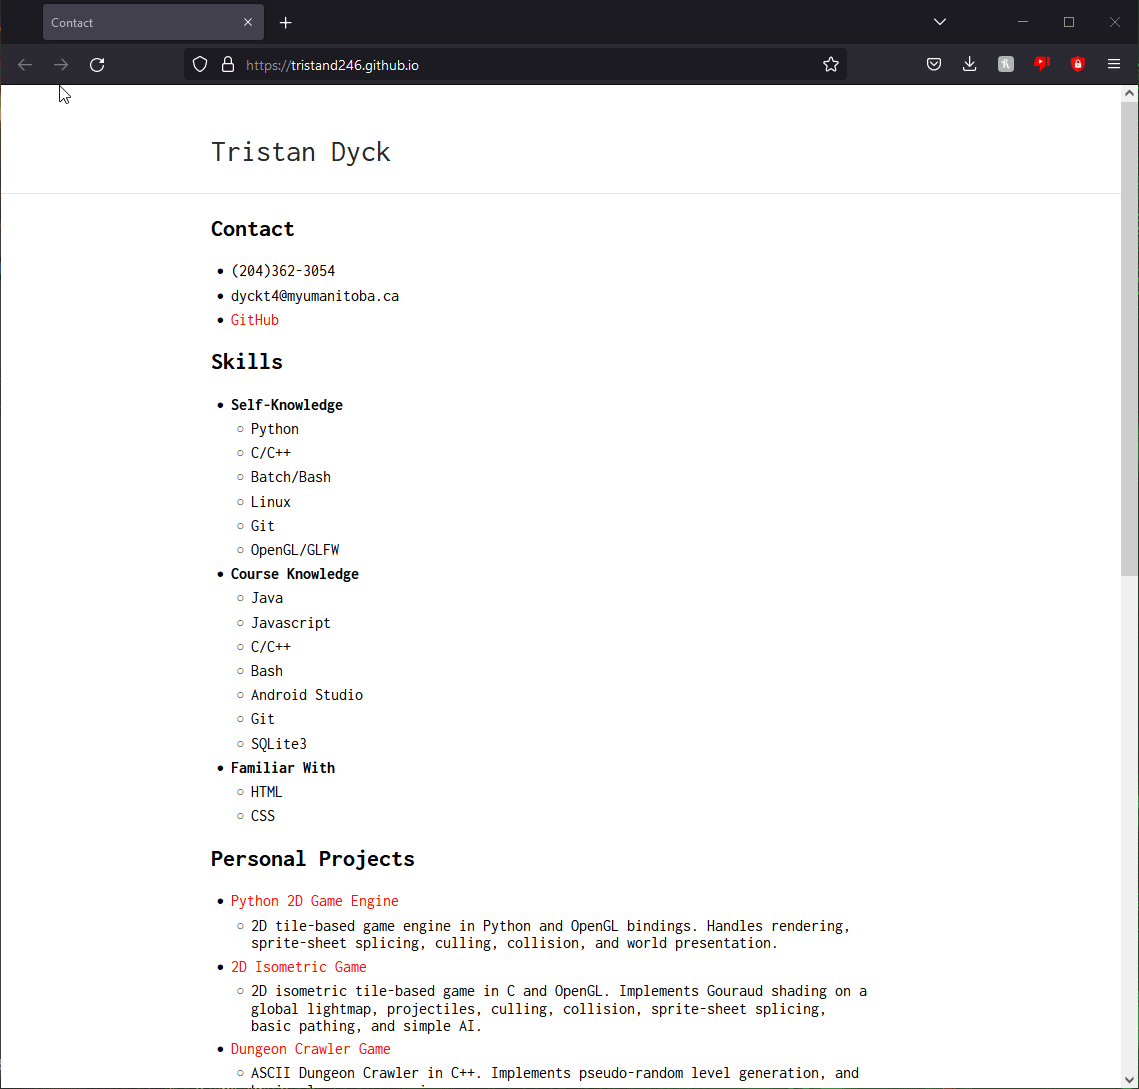 Contact
https://tristand246.github.io
Tristan Dyck
Contact
• (204)362-3054
• dyckt4@myumanitoba.ca
• GitHub
Skills
• Self-Knowledge
○ Python
○ C/C++
○ Batch/Bash
○ Linux
○ Git
○ OpenGL/GLFW
• Course Knowledge
○ Java
○ Javascript
○ C/C++
○ Bash
○ Android Studio
○ Git
○ SQLite3
• Familiar With
○ HTML
○ CSS
Personal Projects
• Python 2D Game Engine
○ 2D tile-based game engine in Python and OpenGL bindings. Handles rendering,
sprite-sheet splicing, culling, collision, and world presentation.
• 2D Isometric Game
○ 2D isometric tile-based game in C and OpenGL. Implements Gouraud shading on a
global lightmap, projectiles, culling, collision, sprite-sheet splicing,
basic pathing, and simple AI.
• Dungeon Crawler Game
○ ASCII Dungeon Crawler in C++. Implements pseudo-random level generation, and